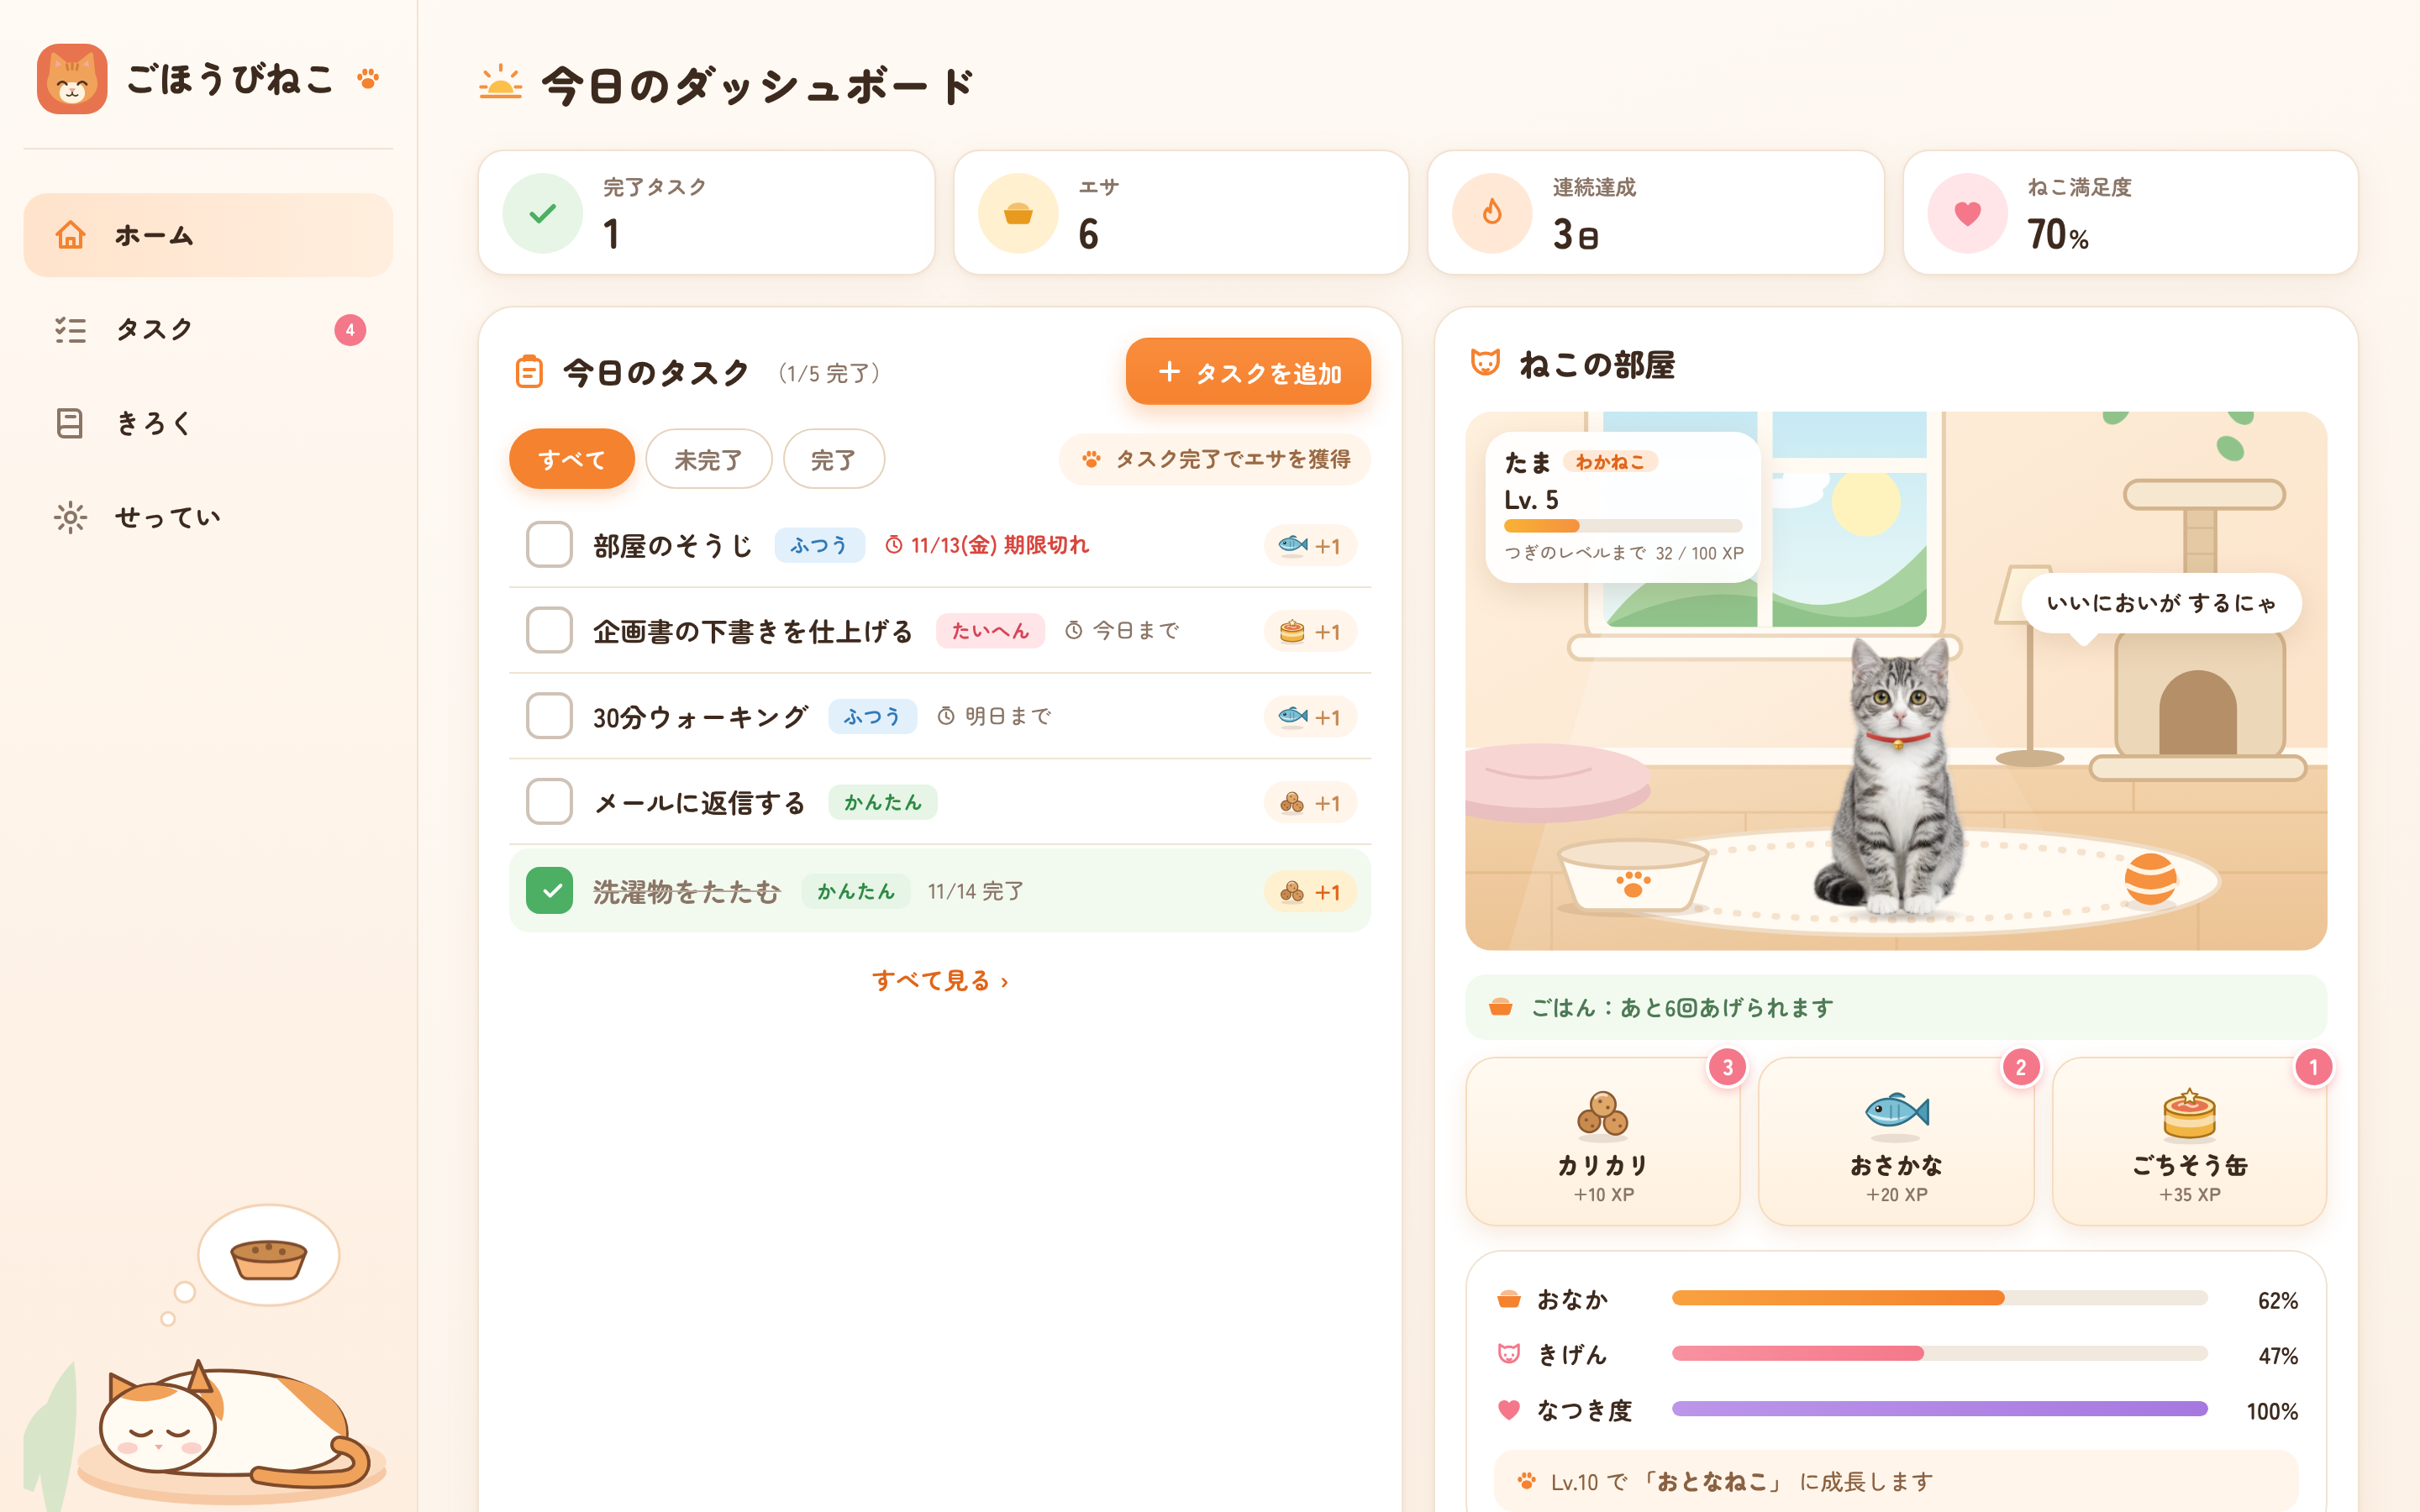 ごほうびねこ
ホーム
タスク 4
きろく
せってい
今日のダッシュボード
完了タスク
1
エサ
6
連続達成
3日
ねこ満足度
70%
今日のタスク (1/5 完了)
+ タスクを追加
すべて 未完了 完了
タスク完了でエサを獲得
部屋のそうじ ふつう 11/13(金) 期限切れ +1
企画書の下書きを仕上げる たいへん 今日まで +1
30分ウォーキング ふつう 明日まで +1
メールに返信する かんたん +1
洗濯物をたたむ かんたん 11/14 完了 +1
すべて見る ›
ねこの部屋
たま わかねこ
Lv. 5
つぎのレベルまで 32 / 100 XP
いいにおいが するにゃ
ごはん：あと6回あげられます
3
カリカリ
+10 XP
2
おさかな
+20 XP
1
ごちそう缶
+35 XP
おなか 62%
きげん 47%
なつき度 100%
Lv.10 で 「おとなねこ」 に成長します